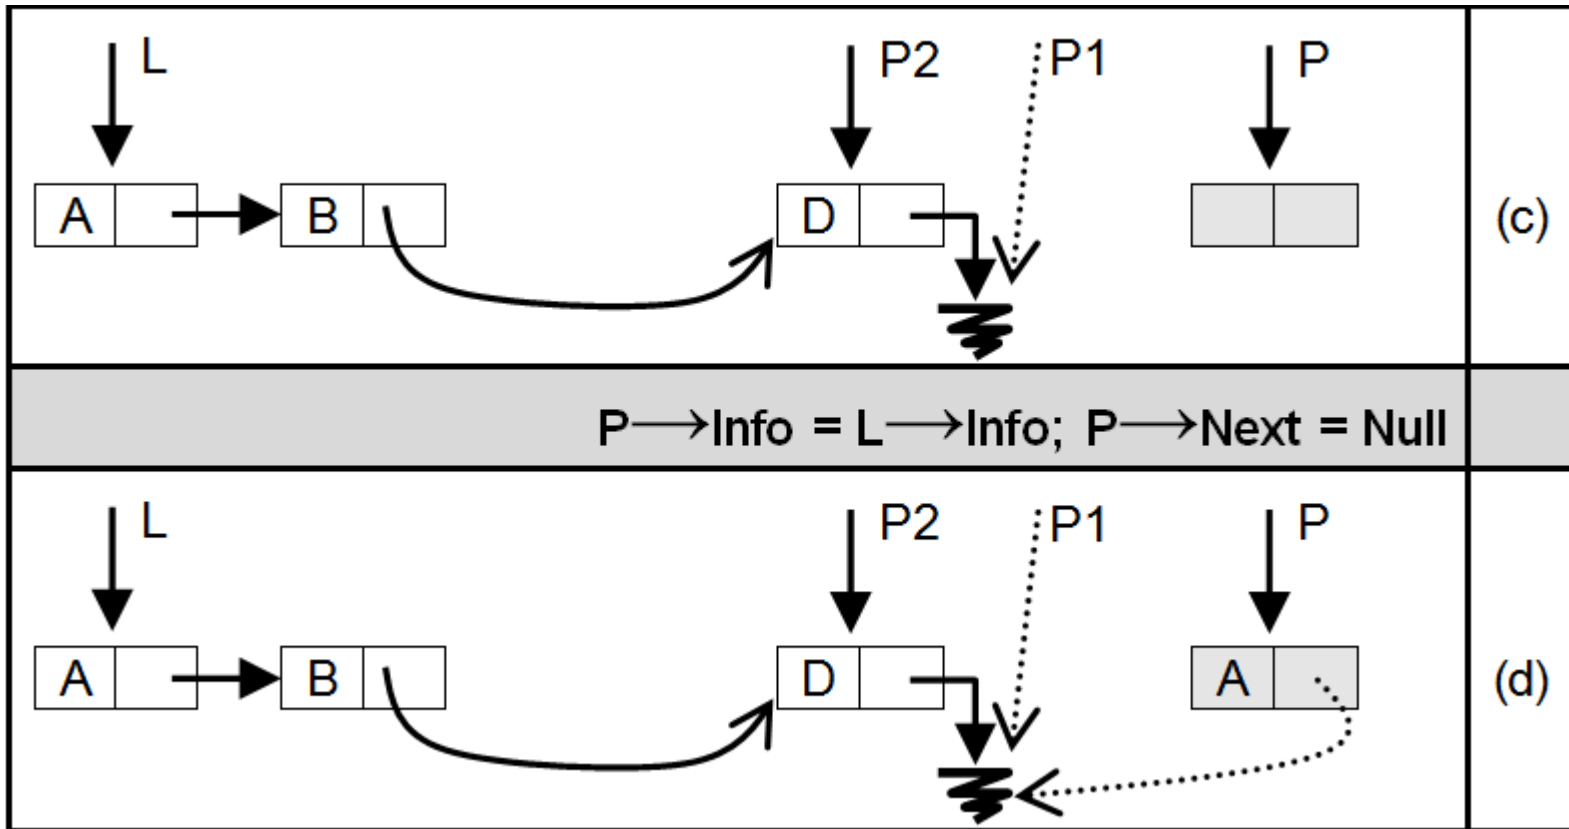 L P2 P1 P
A B D (c)
P→Info = L→Info; P→Next = Null
L P2 P1 P
A B D A (d)